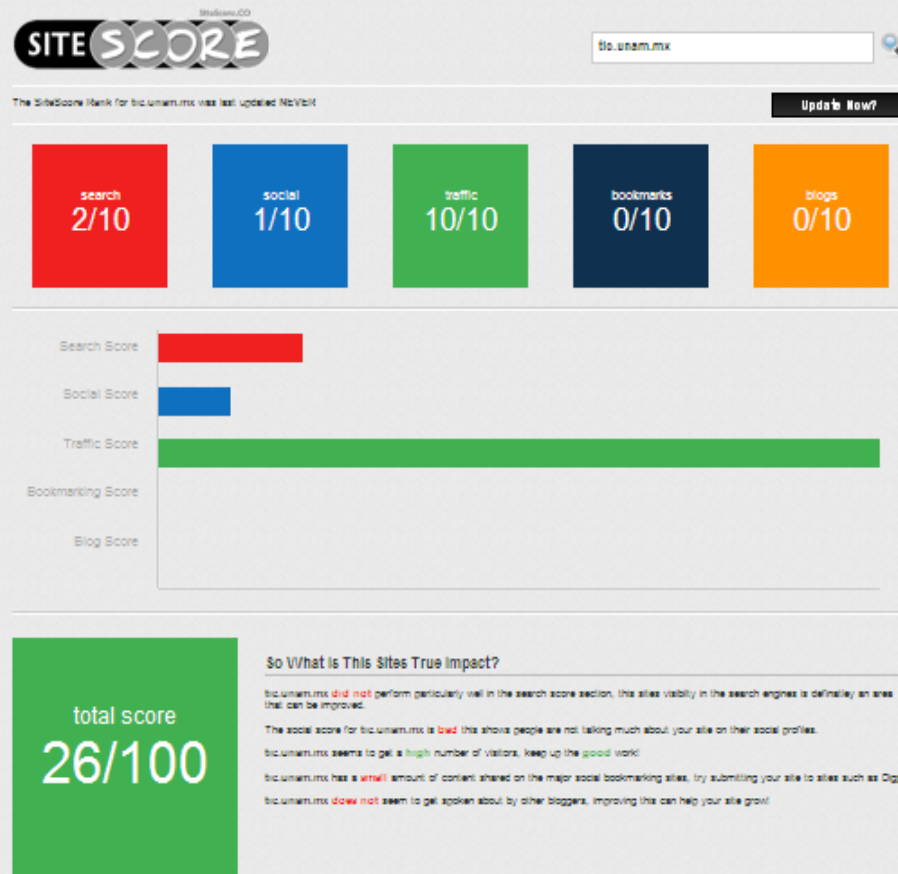 SiteScore.CO
SITE SCORE
tic.unam.mx
The SiteScore Rank for tic.unam.mx was last updated NEVER
Update Now?
search
2/10
social
1/10
traffic
10/10
bookmarks
0/10
blogs
0/10
Search Score
Social Score
Traffic Score
Bookmarking Score
Blog Score
total score
26/100
So What Is This Sites True Impact?
tic.unam.mx did not perform particularly well in the search score section, this sites visiblity in the search engines is definatley an area
that can be improved.
The social score for tic.unam.mx is bad this shows people are not talking much about your site on their social profiles.
tic.unam.mx seems to get a high number of visitors, keep up the good work!
tic.unam.mx has a small amount of content shared on the major social bookmarking sites, try submitting your site to sites such as Digg
tic.unam.mx does not seem to get spoken about by other bloggers, improving this can help your site grow!